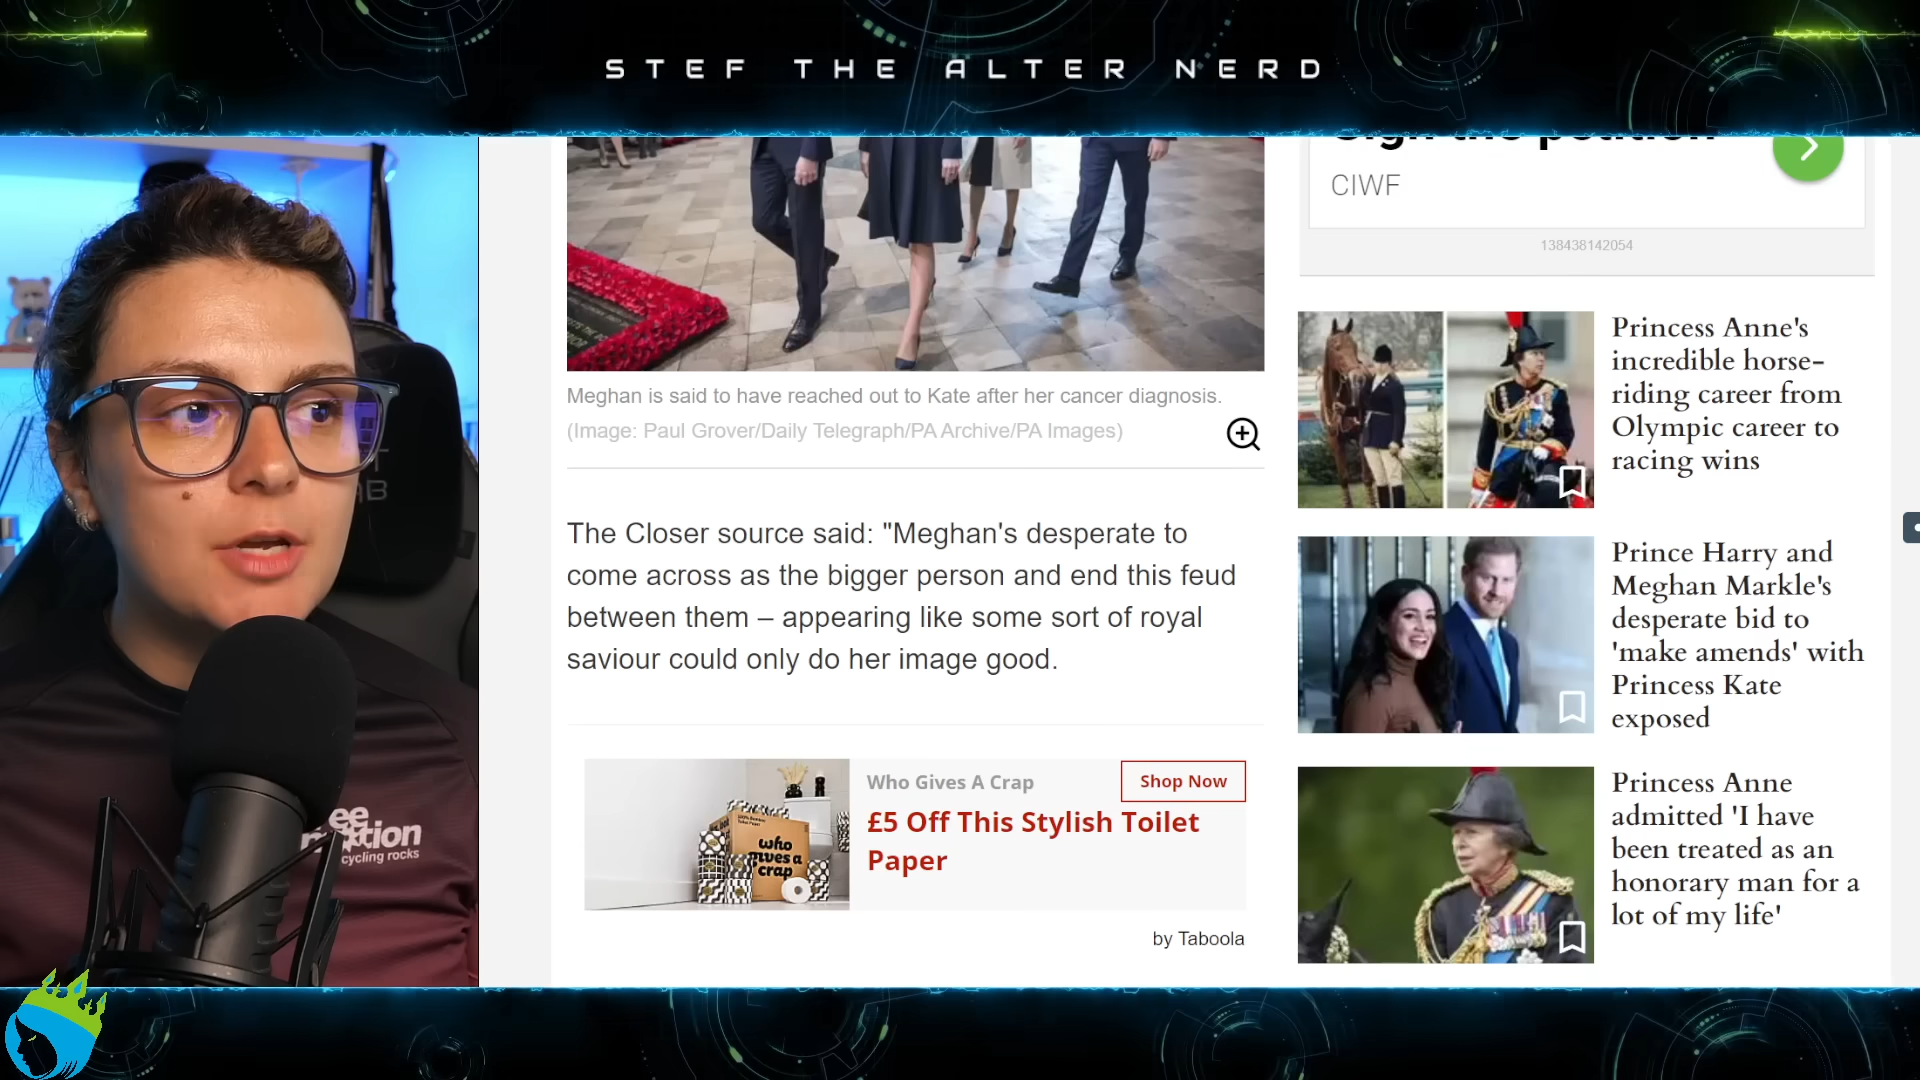 STEF THE ALTER NERD
CIWF
138438142054
Meghan is said to have reached out to Kate after her cancer diagnosis.
(Image: Paul Grover/Daily Telegraph/PA Archive/PA Images)
The Closer source said: "Meghan's desperate to
come across as the bigger person and end this feud
between them – appearing like some sort of royal
saviour could only do her image good.
who
gives a
crap
Who Gives A Crap
Shop Now
£5 Off This Stylish Toilet
Paper
by Taboola
Princess Anne's
incredible horse-
riding career from
Olympic career to
racing wins
Prince Harry and
Meghan Markle's
desperate bid to
'make amends' with
Princess Kate
exposed
Princess Anne
admitted 'I have
been treated as an
honorary man for a
lot of my life'
cycling rocks